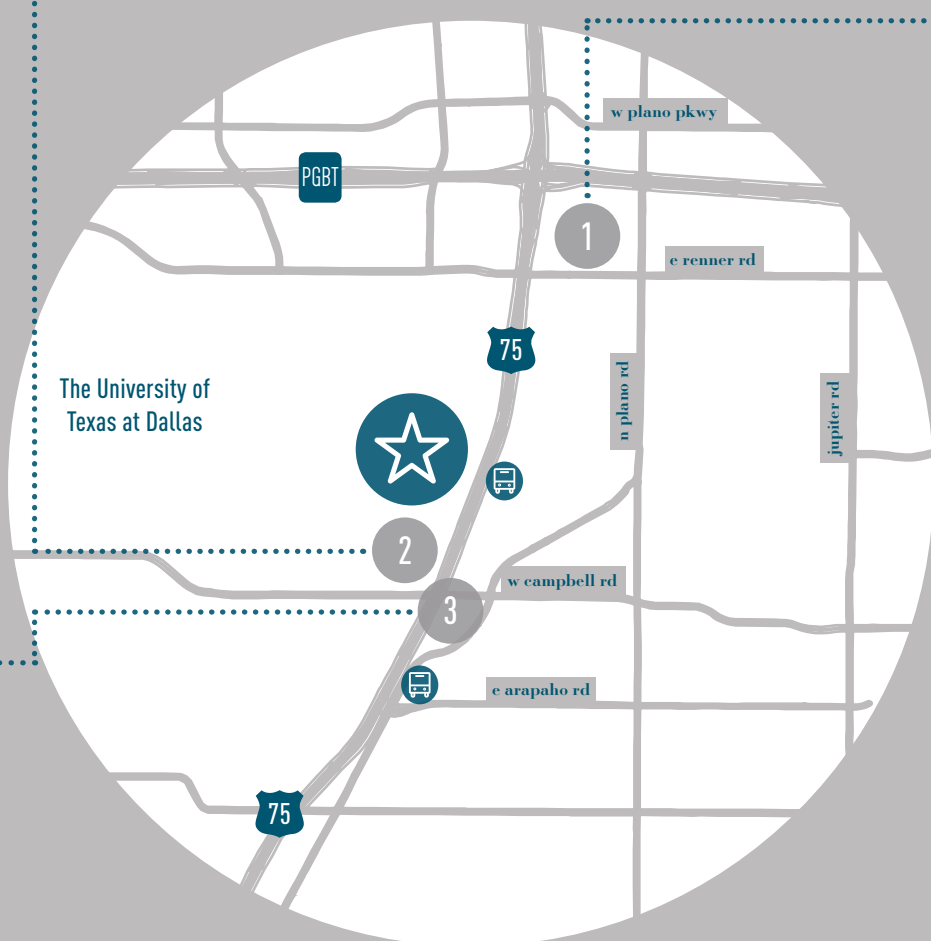 w plano pkwy
PGBT
1
e renner rd
75
n plano rd
jupiter rd
The University of
Texas at Dallas
2
w campbell rd
3
e arapaho rd
75